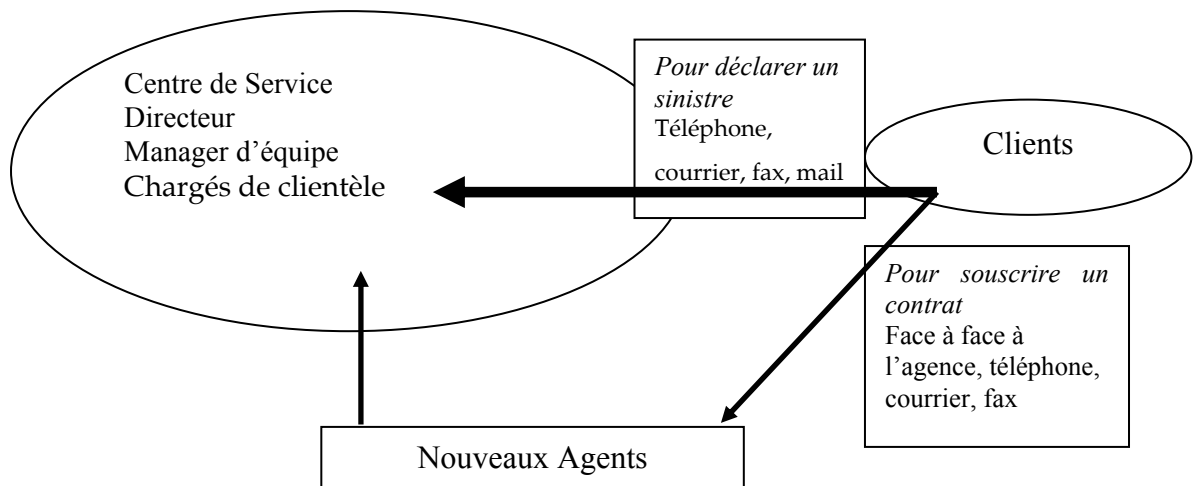 Centre de Service
Directeur
Manager d'équipe
Chargés de clientèle
Pour déclarer un
sinistre
Téléphone,
courrier, fax, mail
Clients
Pour souscrire un
contrat
Face à face à
l'agence, téléphone,
courrier, fax
Nouveaux Agents